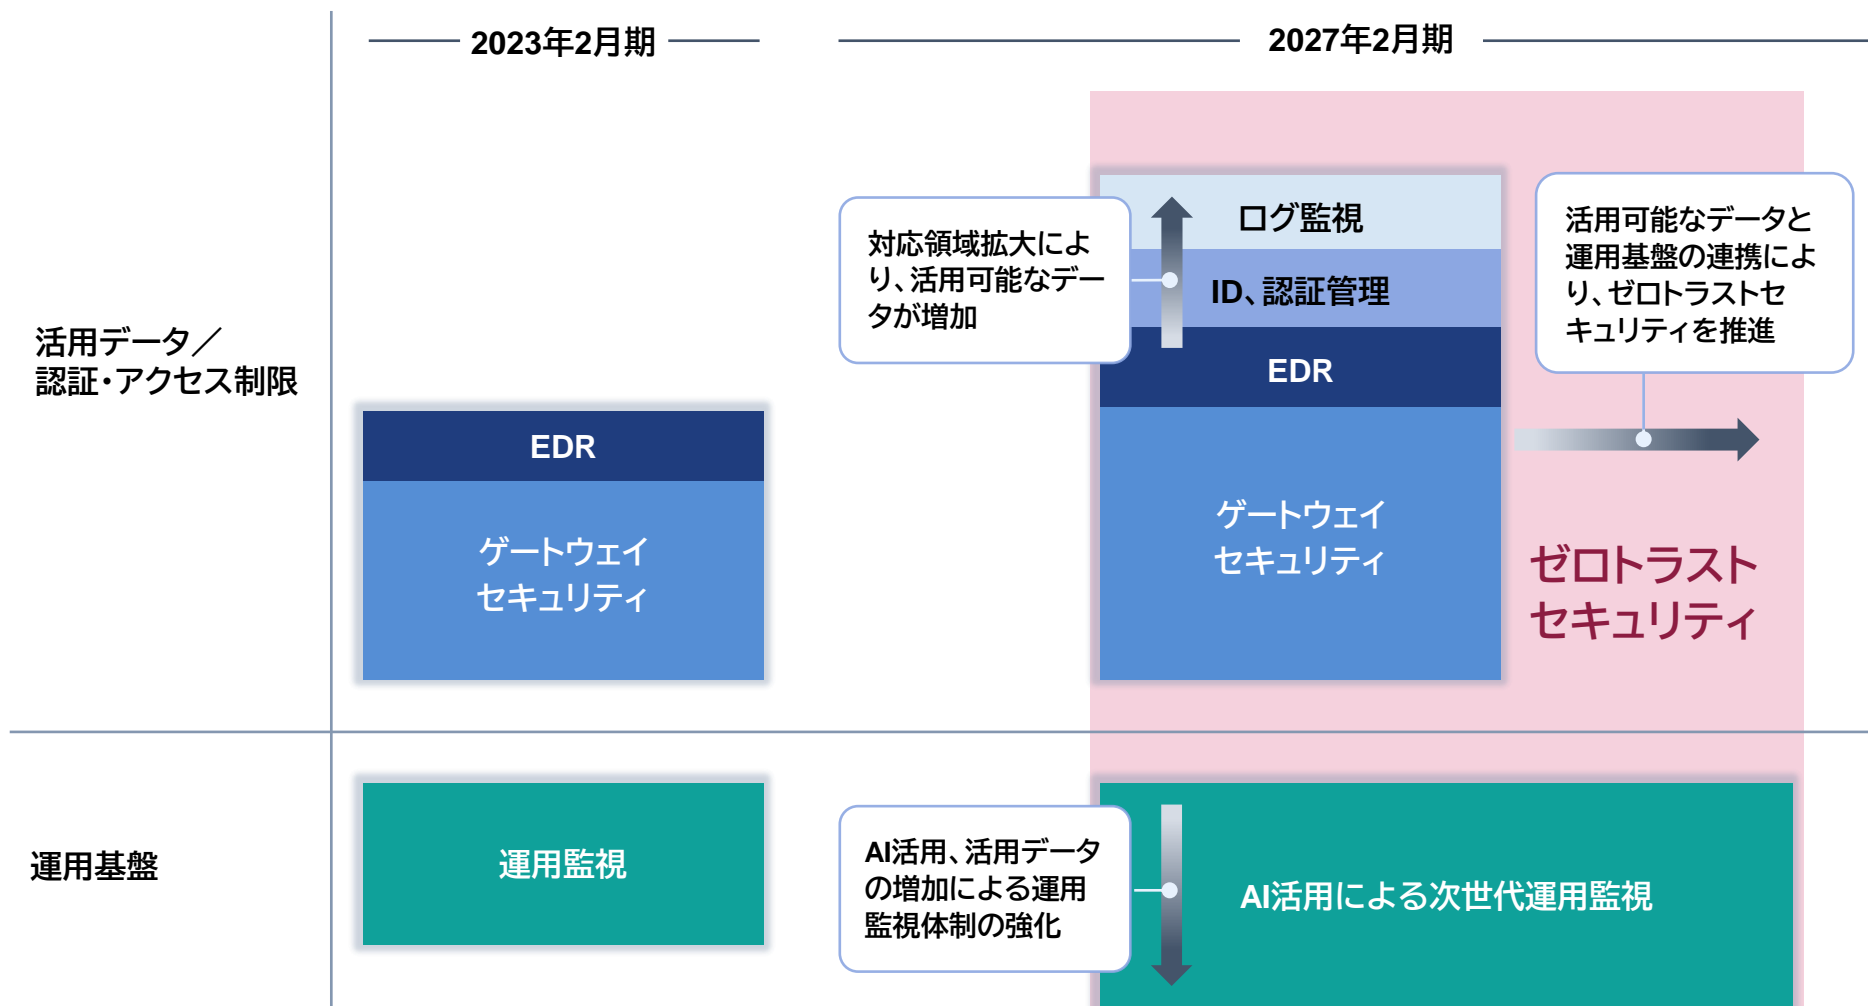 2023年2月期
2027年2月期
活用データ／
認証・アクセス制限
EDR
ゲートウェイ
セキュリティ
対応領域拡大によ
り、活用可能なデー
タが増加
ログ監視
ID、認証管理
EDR
ゲートウェイ
セキュリティ
活用可能なデータと
運用基盤の連携によ
り、ゼロトラストセ
キュリティを推進
ゼロトラスト
セキュリティ
運用基盤
運用監視
AI活用、活用データ
の増加による運用
監視体制の強化
AI活用による次世代運用監視